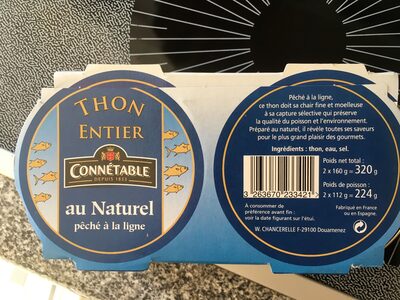 THON
ENTIER
CONNÉTABLE
DEPUIS 1853
au Naturel
pêché à la ligne
Pêché à la ligne,
ce thon doit sa chair fine et moelleuse
à sa capture sélective qui préserve
la qualité du poisson et l'environnement.
Préparé au naturel, il révèle toutes ses saveurs
pour le plus grand plaisir des gourmets.
Ingrédients : thon, eau, sel.
Poids net total :
2 x 160 g = 320 g
Poids de poisson :
2 x 112 g = 224 g
3 263670 233421
A consommer de
préférence avant fin :
voir la date figurant sur l'étui.
Fabriqué en France
ou en Espagne.
W. CHANCERELLE F-29100 Douarnenez